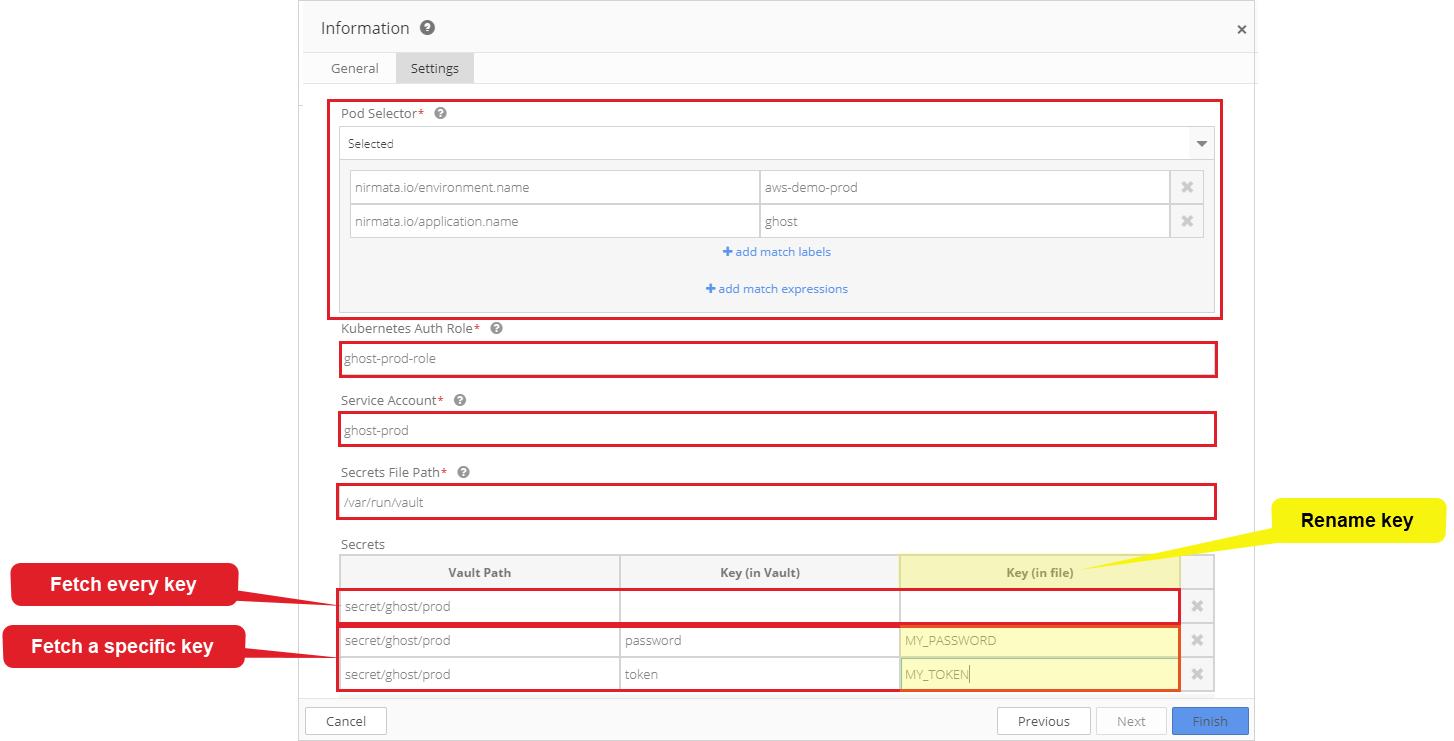 Information ?
×
General Settings
Pod Selector* ?
Selected
nirmata.io/environment.name aws-demo-prod
nirmata.io/application.name ghost
+ add match labels
+ add match expressions
Kubernetes Auth Role* ?
ghost-prod-role
Service Account* ?
ghost-prod
Secrets File Path* ?
/var/run/vault
Rename key
Secrets
Vault Path Key (in Vault) Key (in file)
Fetch every key
secret/ghost/prod
Fetch a specific key
secret/ghost/prod password MY_PASSWORD
secret/ghost/prod token MY_TOKEN
Cancel Previous Next Finish